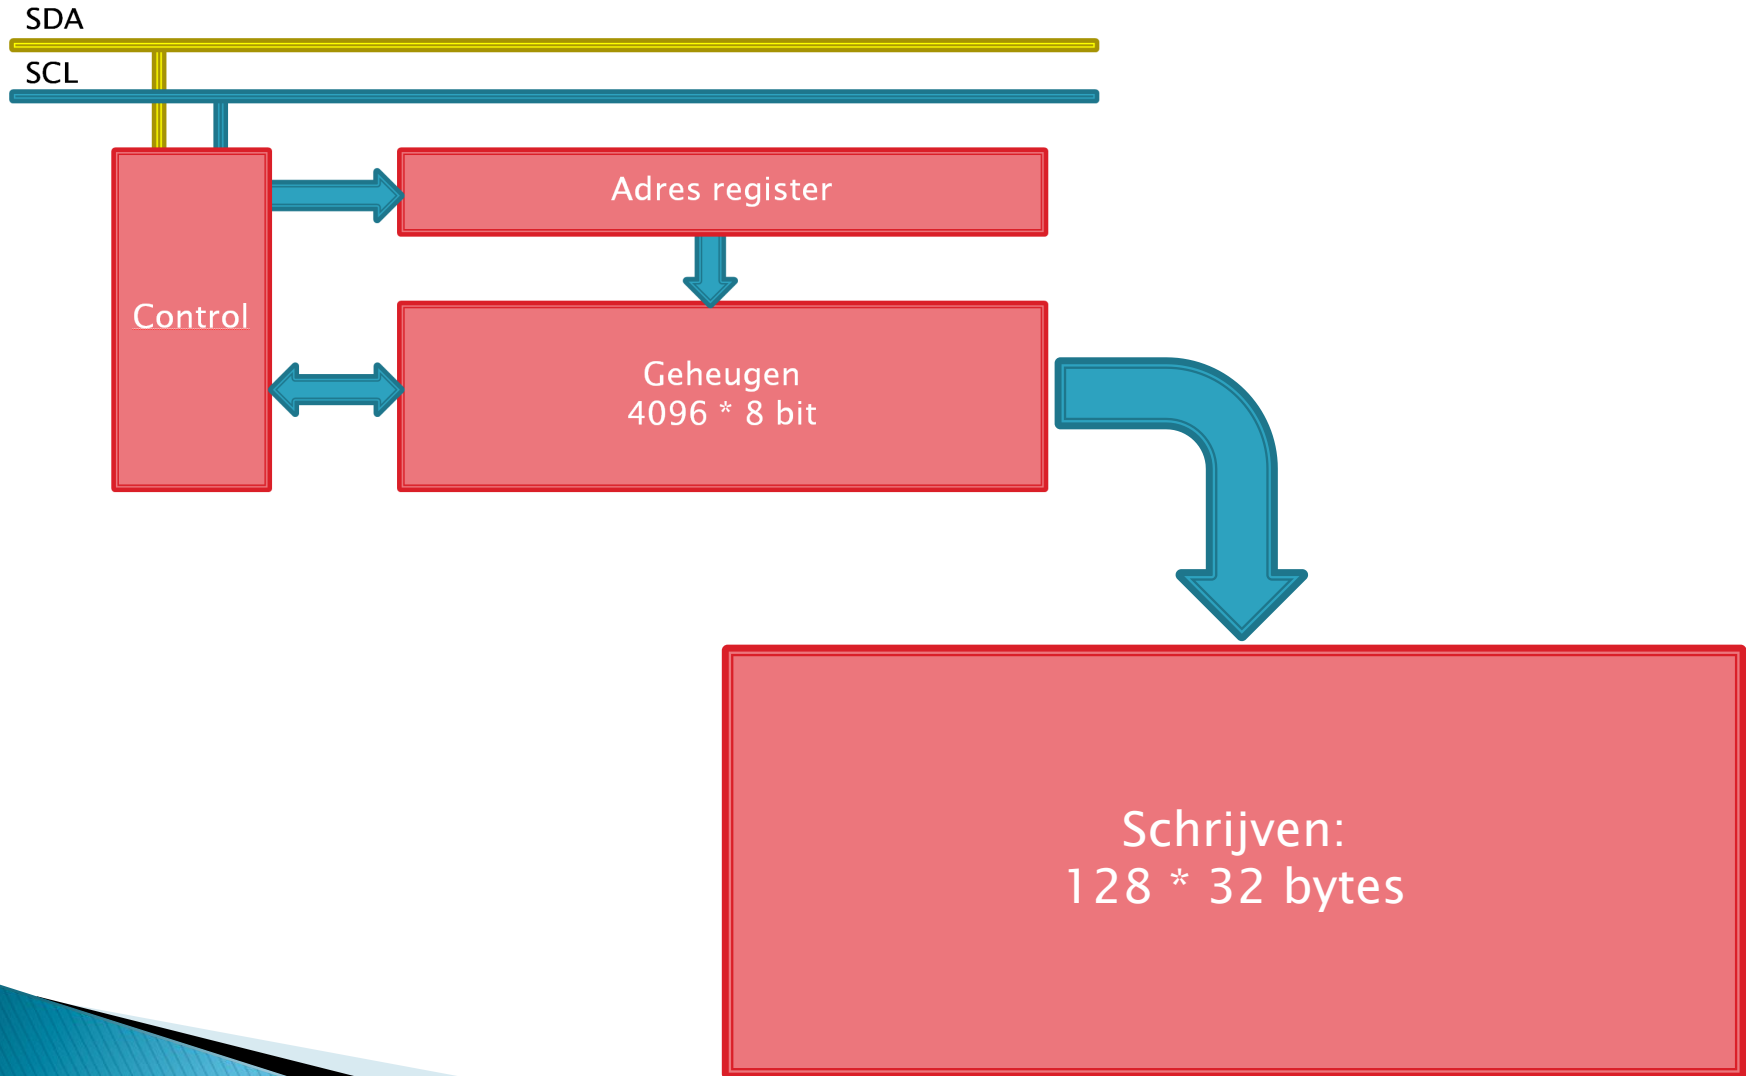 SDA
SCL
Adres register
Control
Geheugen
4096 * 8 bit
Schrijven:
128 * 32 bytes